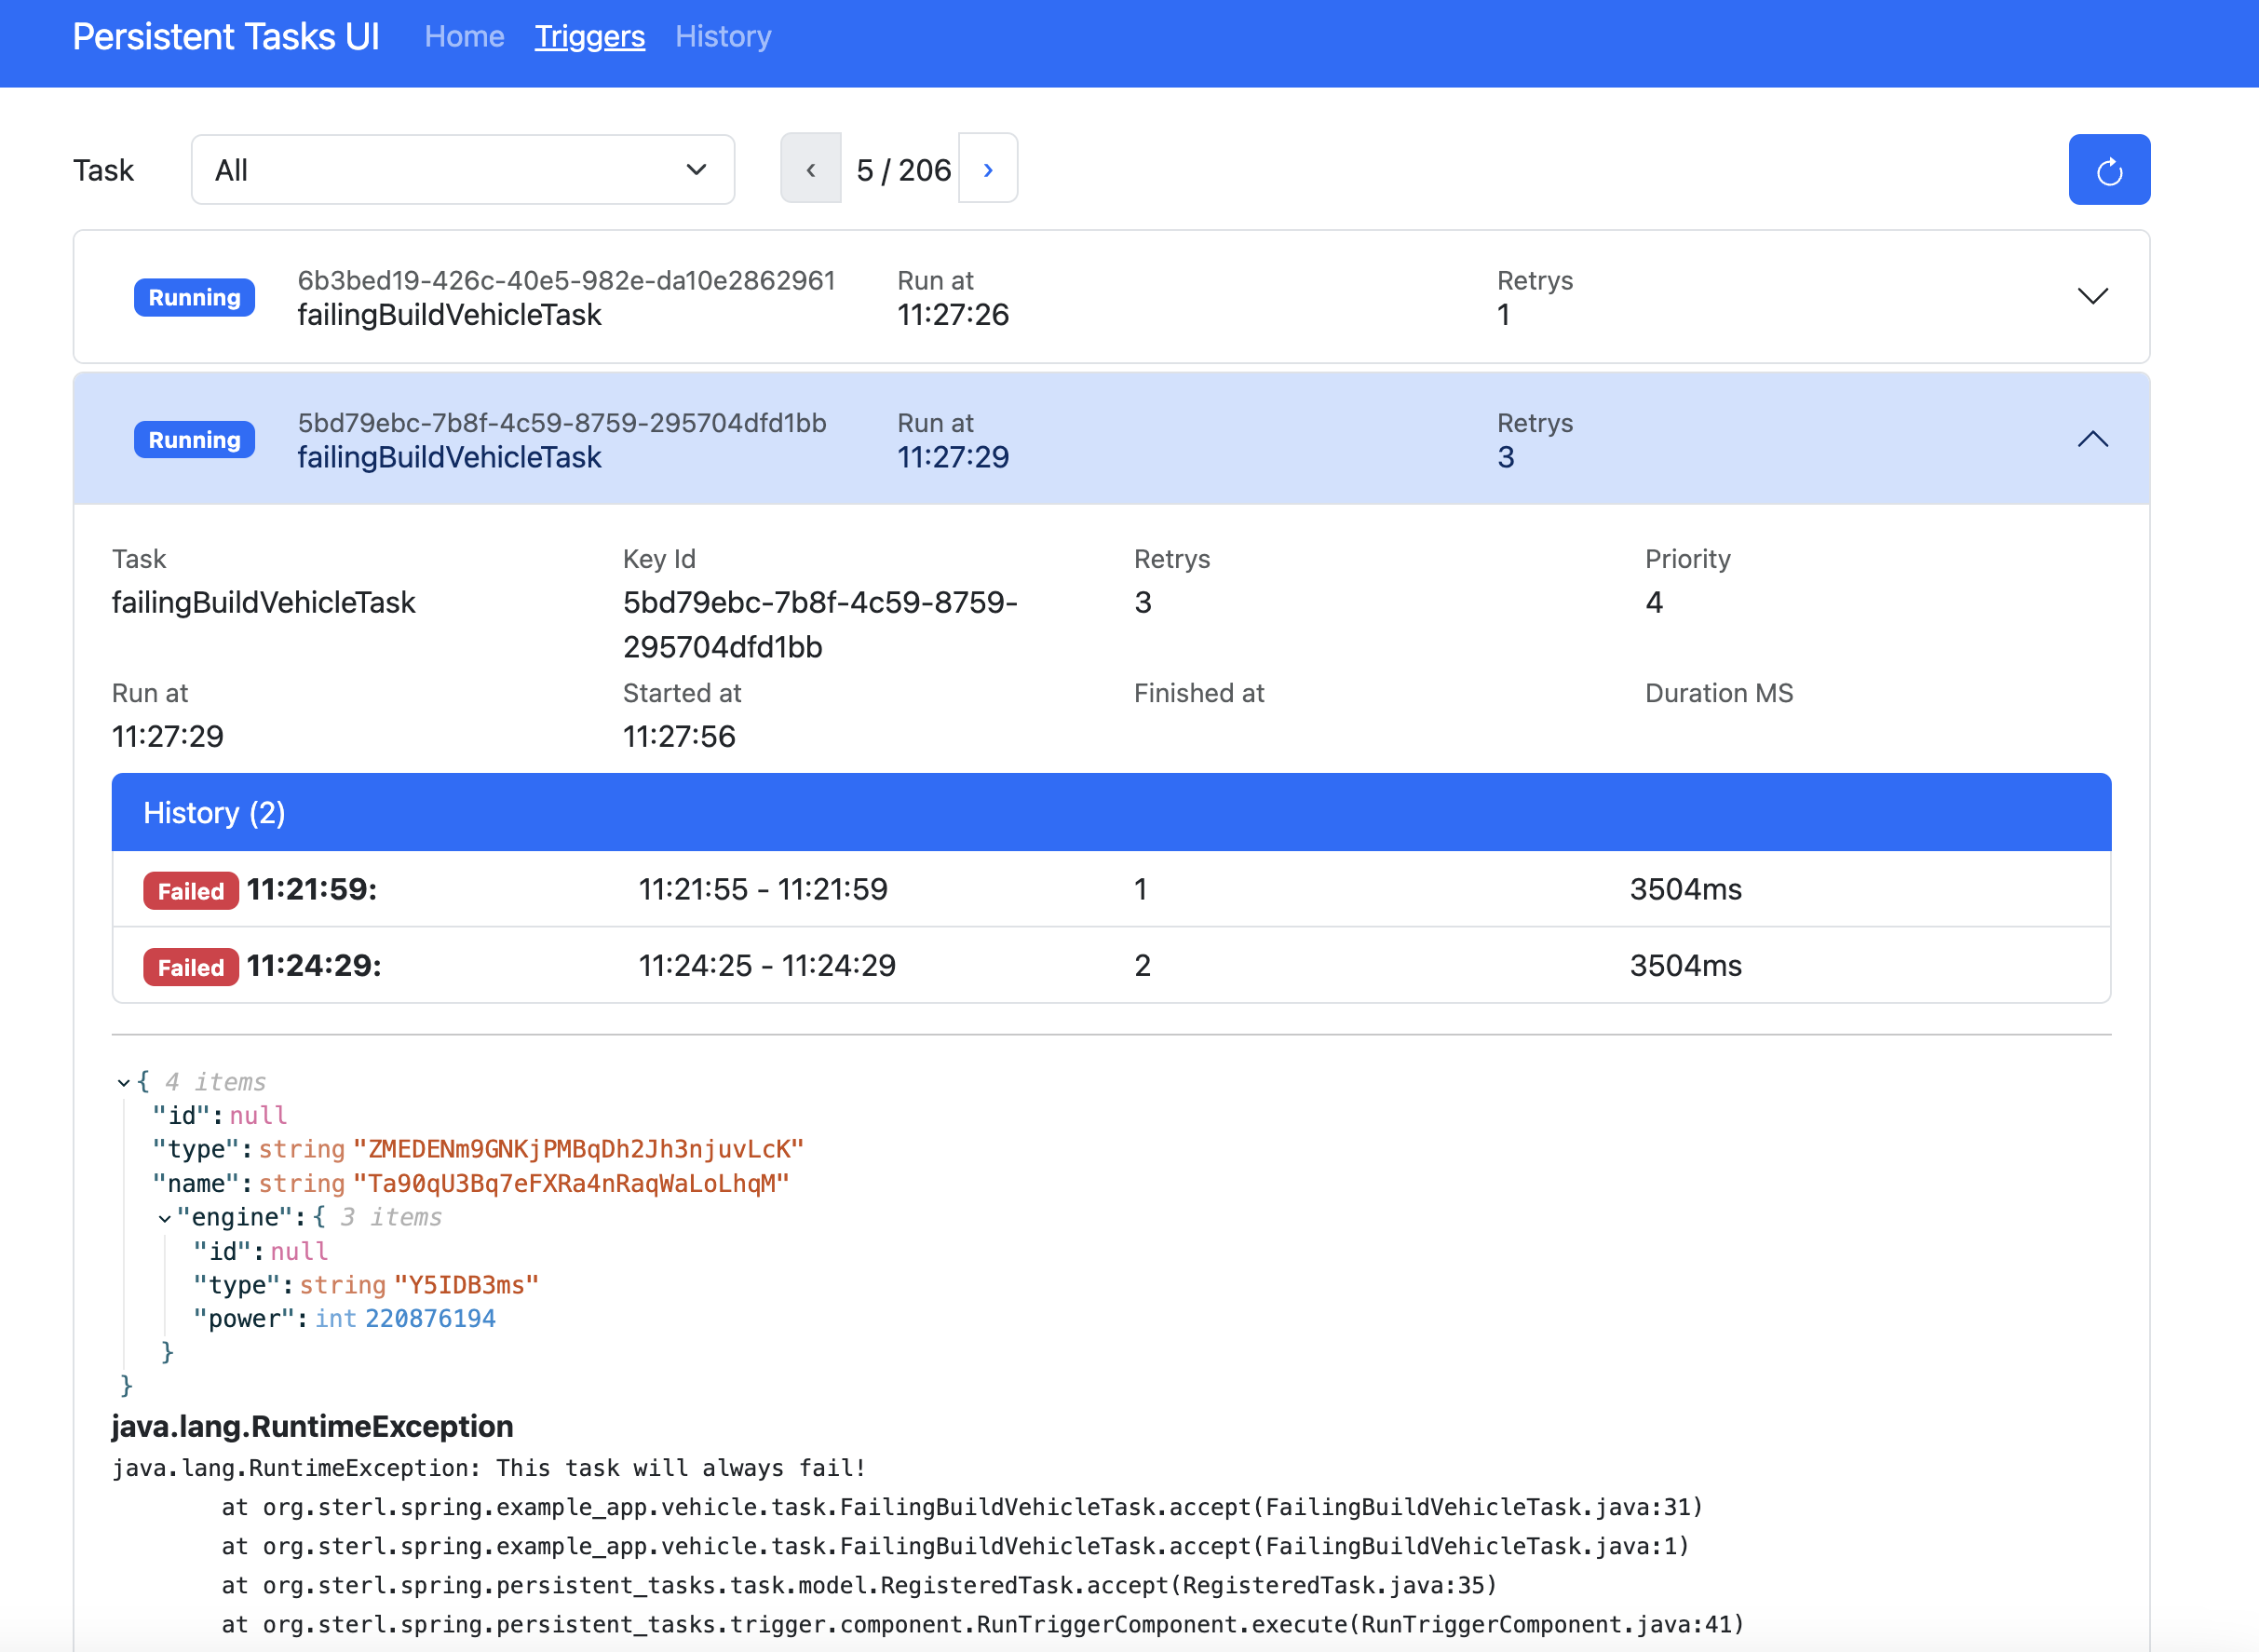 Persistent Tasks UI Home Triggers History
Task All ‹ 5 / 206 ›
Running 6b3bed19-426c-40e5-982e-da10e2862961 Run at Retrys
failingBuildVehicleTask 11:27:26 1
Running 5bd79ebc-7b8f-4c59-8759-295704dfd1bb Run at Retrys
failingBuildVehicleTask 11:27:29 3
Task Key Id Retrys Priority
failingBuildVehicleTask 5bd79ebc-7b8f-4c59-8759- 3 4
295704dfd1bb
Run at Started at Finished at Duration MS
11:27:29 11:27:56
History (2)
Failed 11:21:59: 11:21:55 - 11:21:59 1 3504ms
Failed 11:24:29: 11:24:25 - 11:24:29 2 3504ms
{ 4 items
"id": null
"type": string "ZMEDENm9GNKjPMBqDh2Jh3njuvLcK"
"name": string "Ta90qU3Bq7eFXRa4nRaqWaLoLhqM"
"engine": { 3 items
"id": null
"type": string "Y5IDB3ms"
"power": int 220876194
}
}
java.lang.RuntimeException
java.lang.RuntimeException: This task will always fail!
at org.sterl.spring.example_app.vehicle.task.FailingBuildVehicleTask.accept(FailingBuildVehicleTask.java:31)
at org.sterl.spring.example_app.vehicle.task.FailingBuildVehicleTask.accept(FailingBuildVehicleTask.java:1)
at org.sterl.spring.persistent_tasks.task.model.RegisteredTask.accept(RegisteredTask.java:35)
at org.sterl.spring.persistent_tasks.trigger.component.RunTriggerComponent.execute(RunTriggerComponent.java:41)